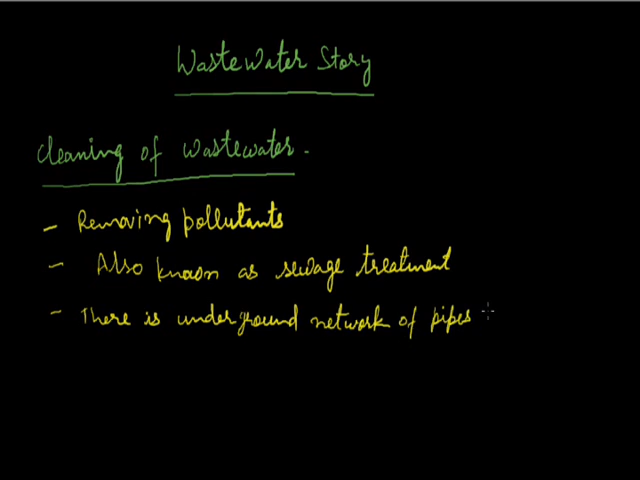 WasteWater Story
Cleaning of wastewater.
- Removing pollutants
- Also known as sewage treatment
- There is underground network of pipes